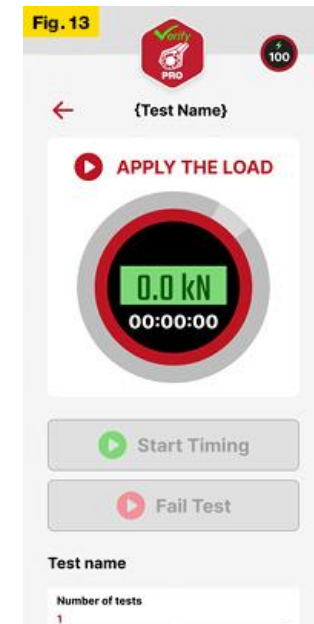 Fig. 13
Verify
PRO
100
{Test Name}
APPLY THE LOAD
0.0 kN
00:00:00
Start Timing
Fail Test
Test name
Number of tests
1